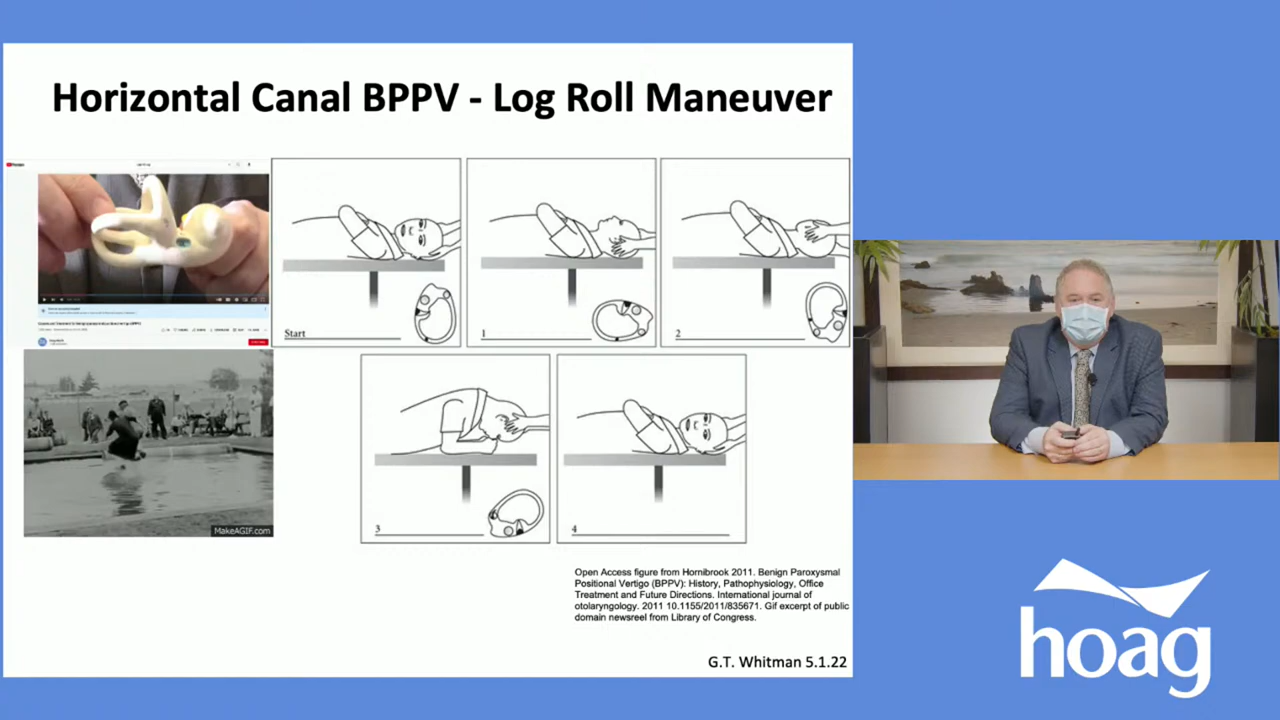 Horizontal Canal BPPV - Log Roll Maneuver
Start
1
2
MakeAGIF.com
3
4
Open Access figure from Hornibrook 2011. Benign Paroxysmal
Positional Vertigo (BPPV): History, Pathophysiology, Office
Treatment and Future Directions. International journal of
otolaryngology. 2011 10.1155/2011/835671. Gif excerpt of public
domain newsreel from Library of Congress.
G.T. Whitman 5.1.22
hoag